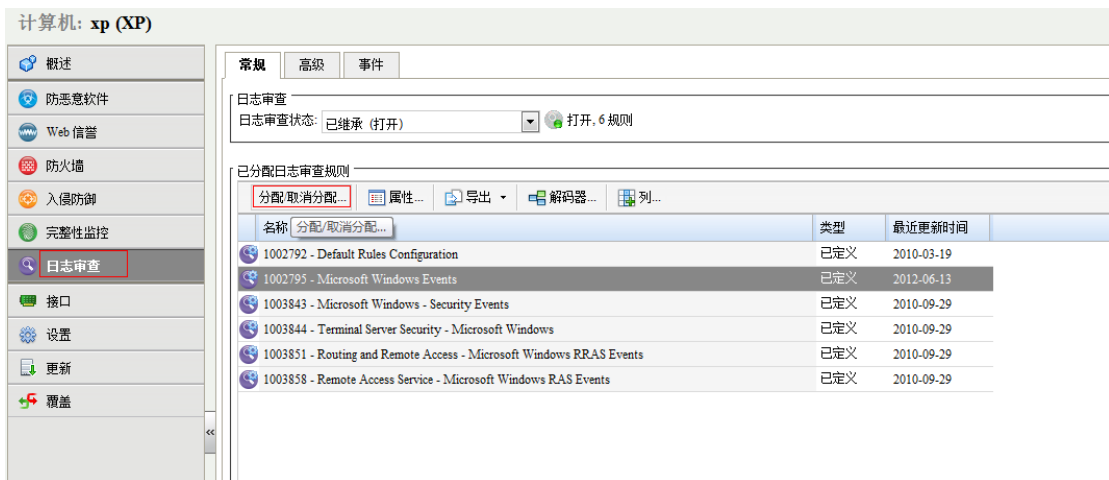 计算机: xp (XP)
概述
防恶意软件
Web 信誉
防火墙
入侵防御
完整性监控
日志审查
接口
设置
更新
覆盖
常规 高级 事件
日志审查
日志审查状态: 已继承 (打开) 打开, 6 规则
已分配日志审查规则
分配/取消分配... 属性... 导出 解码器... 列...
名称 分配/取消分配... 类型 最近更新时间
1002792 - Default Rules Configuration 已定义 2010-03-19
1002795 - Microsoft Windows Events 已定义 2012-06-13
1003843 - Microsoft Windows - Security Events 已定义 2010-09-29
1003844 - Terminal Server Security - Microsoft Windows 已定义 2010-09-29
1003851 - Routing and Remote Access - Microsoft Windows RRAS Events 已定义 2010-09-29
1003858 - Remote Access Service - Microsoft Windows RAS Events 已定义 2010-09-29